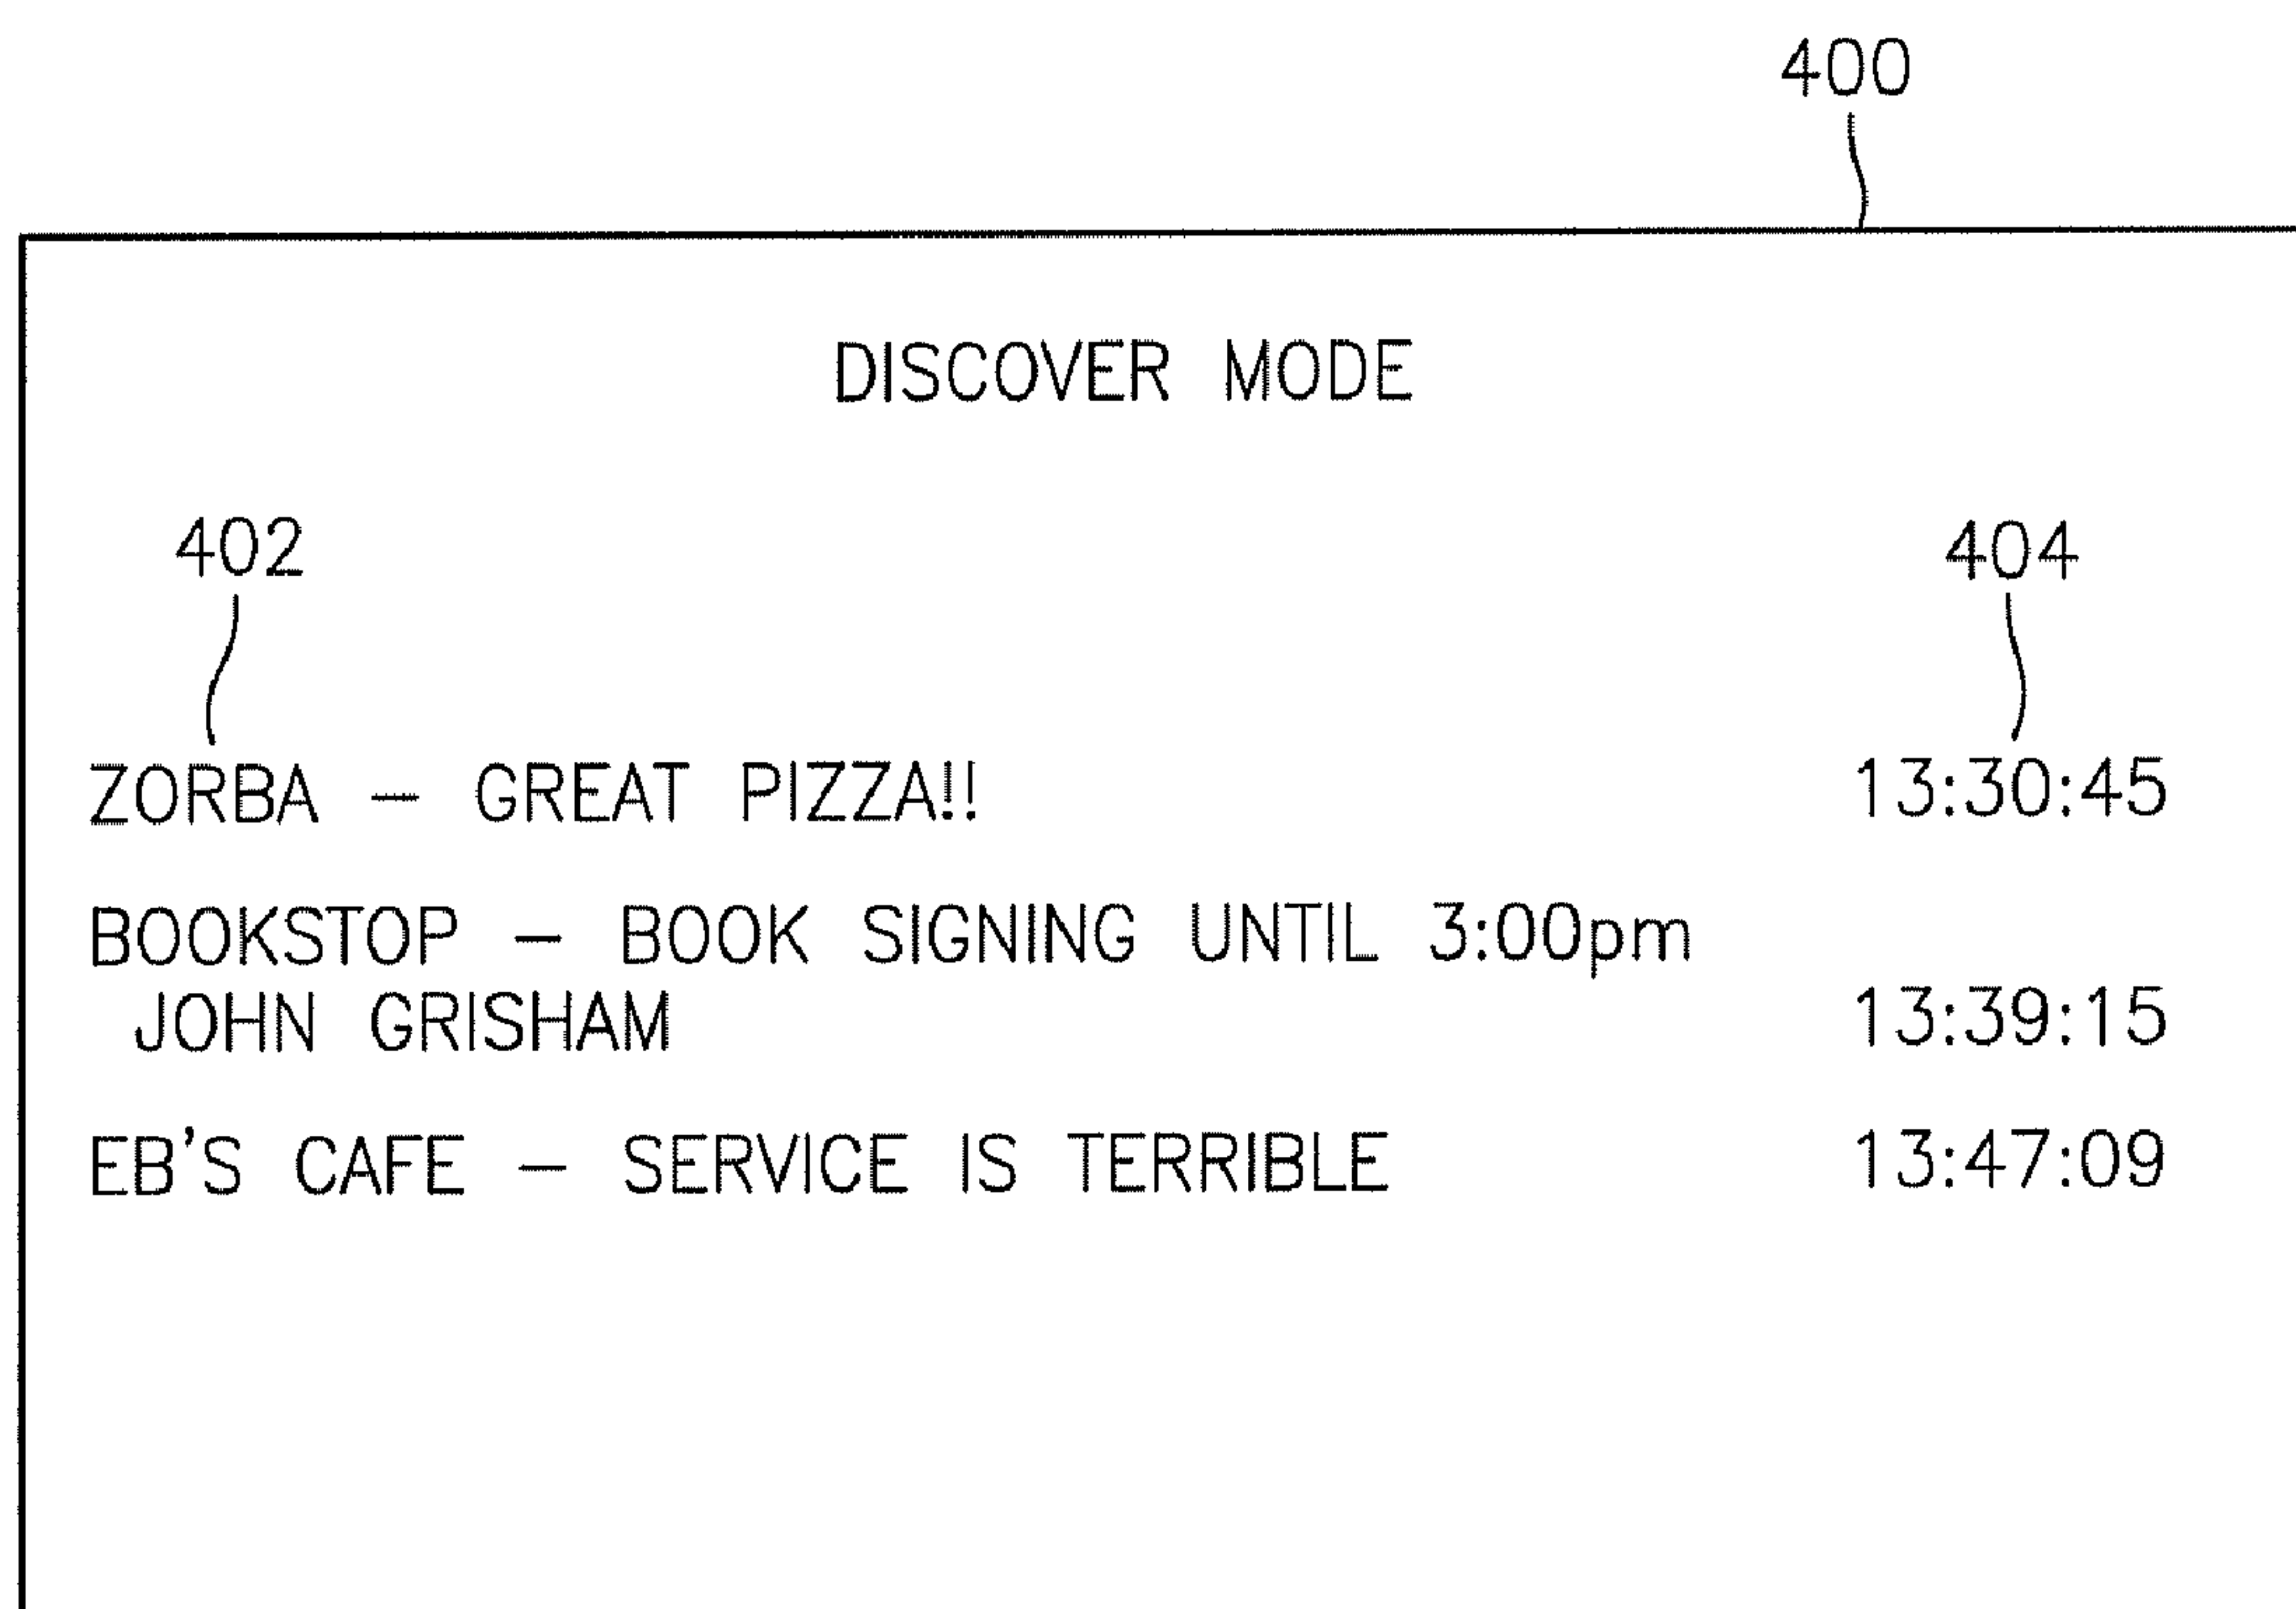 400
DISCOVER MODE
402 404
ZORBA – GREAT PIZZA!! 13:30:45
BOOKSTOP – BOOK SIGNING UNTIL 3:00pm
JOHN GRISHAM 13:39:15
EB'S CAFE – SERVICE IS TERRIBLE 13:47:09